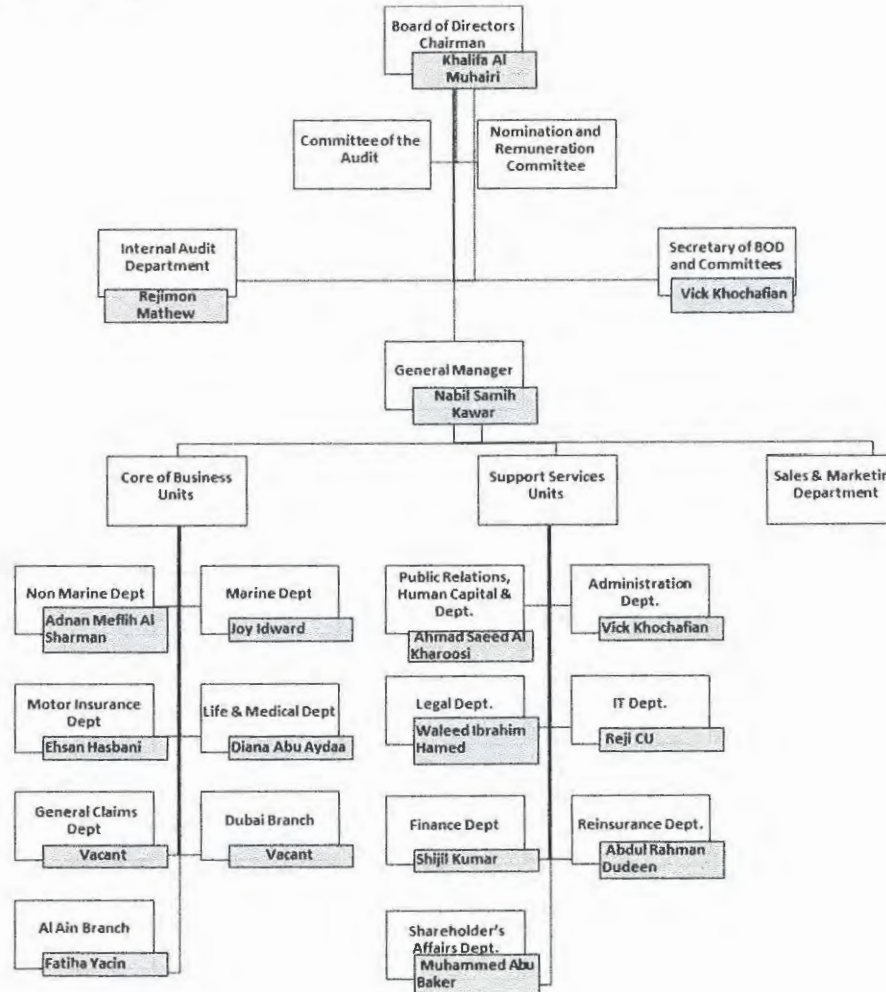 Board of Directors
Chairman
Khalifa Al
Muhairi
Committee of the
Audit
Nomination and
Remuneration
Committee
Internal Audit
Department
Rejimon
Mathew
Secretary of BOD
and Committees
Vick Khochafian
General Manager
Nabil Samih
Kawar
Core of Business
Units
Support Services
Units
Sales & Marketin
Department
Non Marine Dept
Adnan Meflih Al
Sharman
Marine Dept
Joy Idward
Public Relations,
Human Capital &
Dept.
Ahmad Saeed Al
Kharoosi
Administration
Dept.
Vick Khochafian
Motor Insurance
Dept
Ehsan Hasbani
Life & Medical Dept
Diana Abu Aydaa
Legal Dept.
Waleed Ibrahim
Hamed
IT Dept.
Reji CU
General Claims
Dept
Vacant
Dubai Branch
Vacant
Finance Dept
Shijil Kumar
Reinsurance Dept.
Abdul Rahman
Dudeen
Al Ain Branch
Fatiha Yacin
Shareholder's
Affairs Dept.
Muhammed Abu
Baker